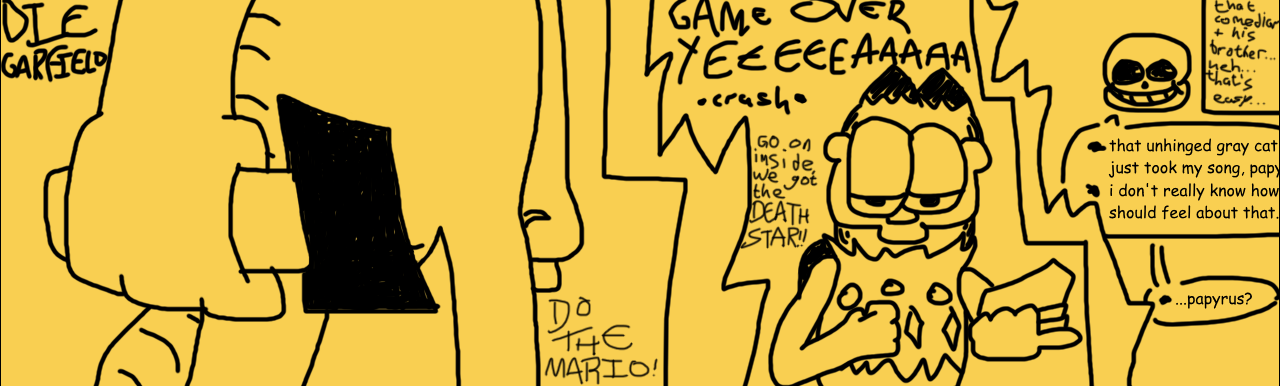 DIE
GARFIELD
DO
THE
MARIO!
GAME OVER
YEEEEEAAAAA
•crash•
GO on
inside
we got
the
DEATH
STAR!!
that
comedian
+ his
brother...
heh...
that's
easy...
that unhinged gray cat
just took my song, papy
i don't really know how
should feel about that.
...papyrus?